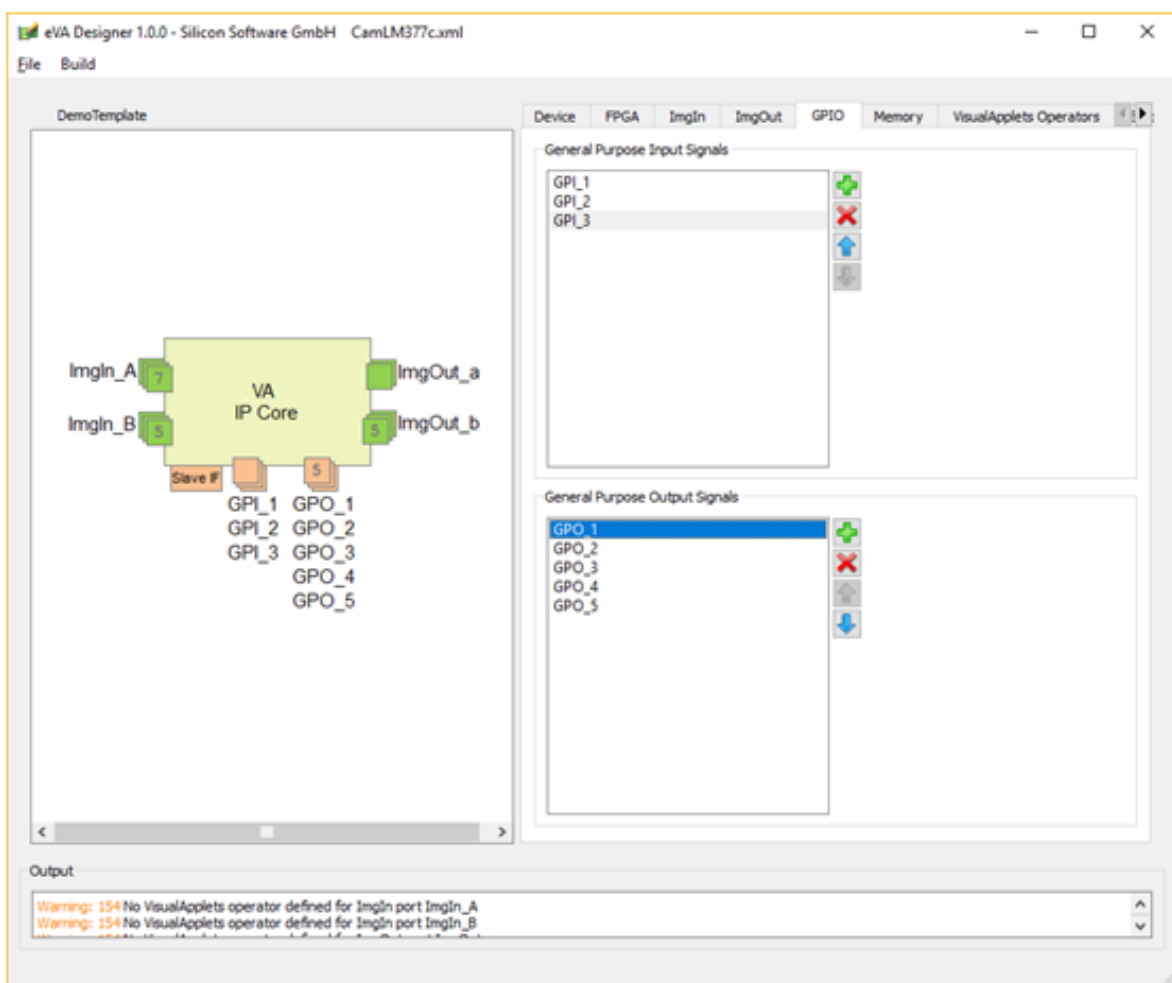 eVA Designer 1.0.0 - Silicon Software GmbH CamLM377c.xml
File Build
DemoTemplate
Device FPGA ImgIn ImgOut GPIO Memory VisualApplets Operators
General Purpose Input Signals
GPI_1
GPI_2
GPI_3
ImgIn_A 7
ImgOut_a
VA
IP Core
ImgIn_B 5
5 ImgOut_b
Slave IF
5
GPI_1 GPO_1
GPI_2 GPO_2
GPI_3 GPO_3
GPO_4
GPO_5
General Purpose Output Signals
GPO_1
GPO_2
GPO_3
GPO_4
GPO_5
Output
Warning: 154 No VisualApplets operator defined for ImgIn port ImgIn_A
Warning: 154 No VisualApplets operator defined for ImgIn port ImgIn_B